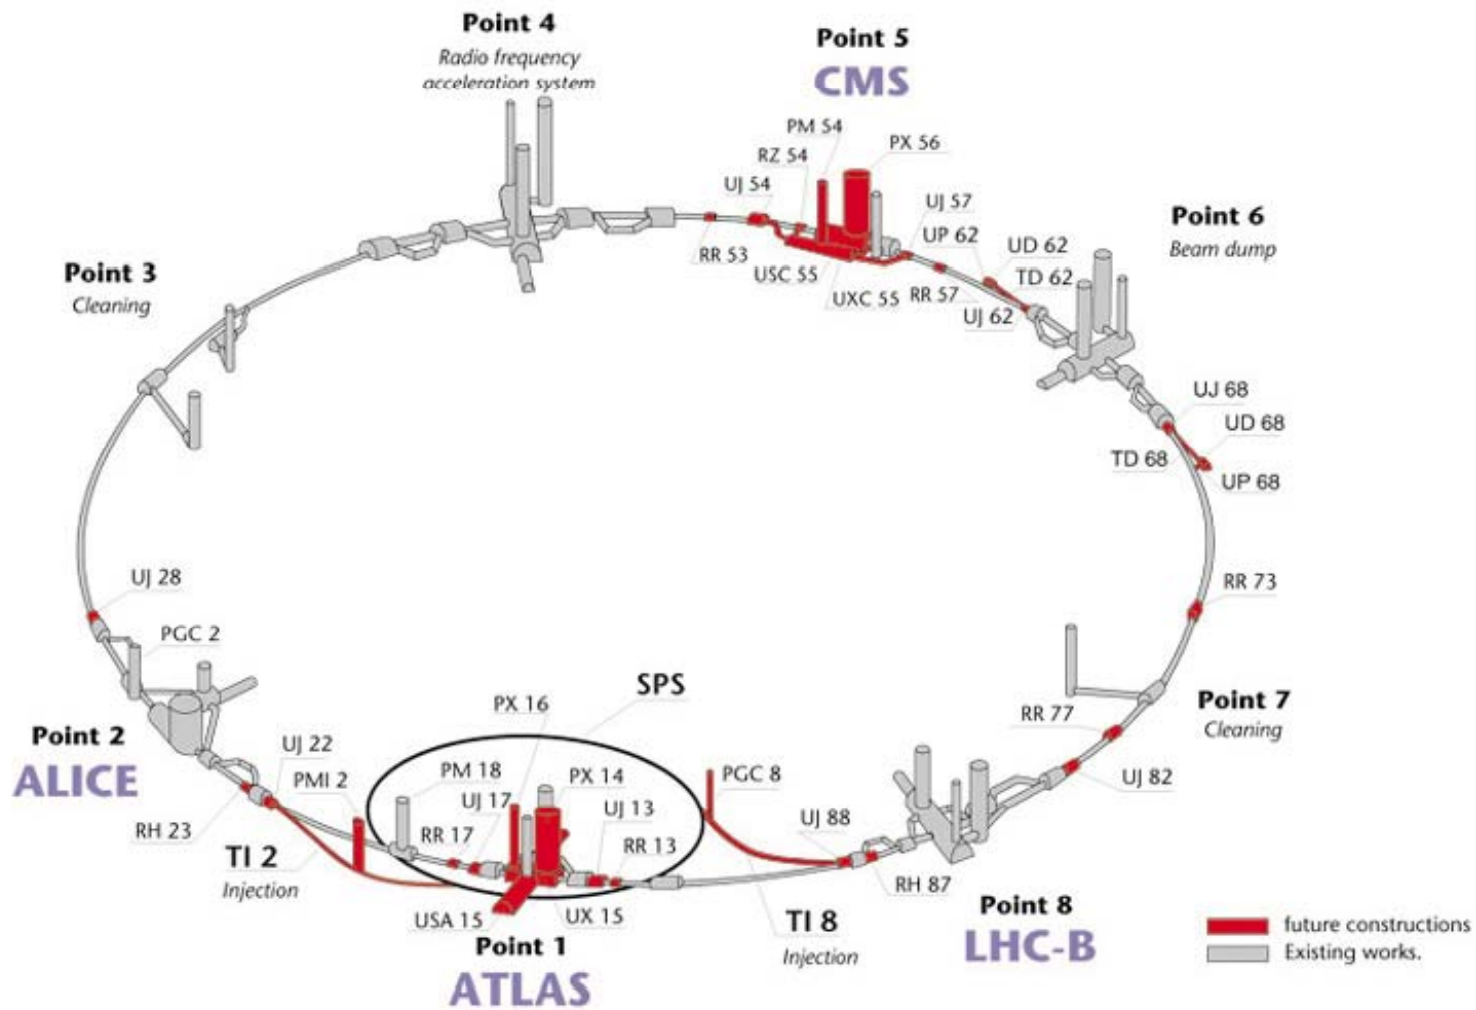 Point 4
Radio frequency
acceleration system
Point 5
CMS
PM 54
PX 56
RZ 54
UJ 54
UJ 57
UP 62
UD 62
TD 62
RR 53
USC 55
UXC 55
RR 57
UJ 62
Point 6
Beam dump
Point 3
Cleaning
UJ 68
UD 68
TD 68
UP 68
UJ 28
RR 73
PGC 2
Point 2
ALICE
SPS
PX 16
Point 7
Cleaning
RR 77
UJ 82
UJ 22
PMI 2
PM 18
PX 14
PGC 8
UJ 17
UJ 13
RH 23
RR 17
RR 13
UJ 88
TI 2
Injection
RH 87
USA 15
UX 15
TI 8
Injection
Point 1
ATLAS
Point 8
LHC-B
future constructions
Existing works.